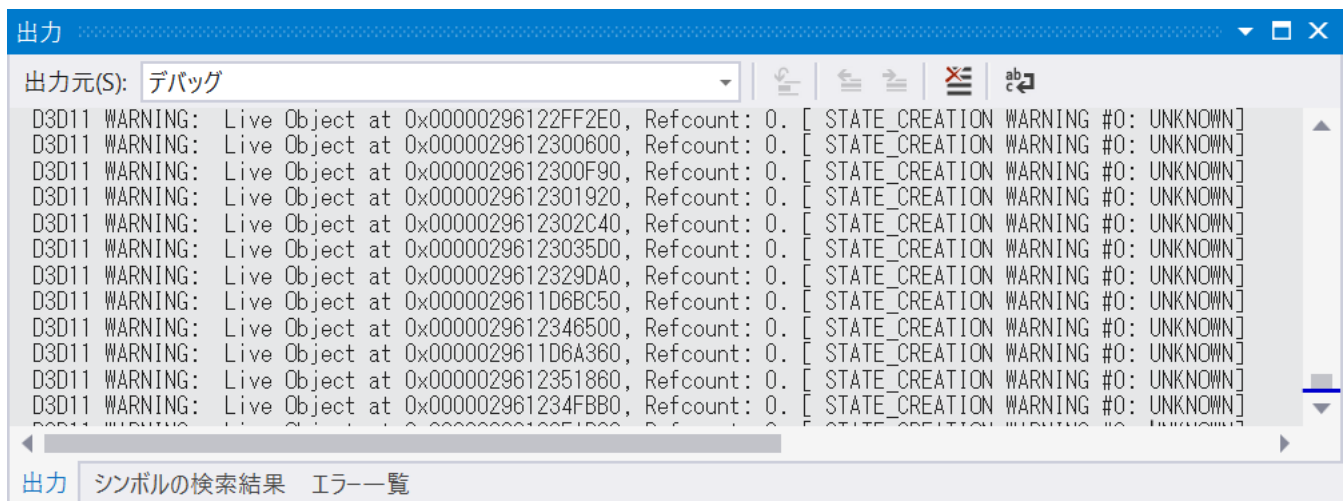 出力
出力元(S): デバッグ
D3D11 WARNING: Live Object at 0x00000296122FF2E0, Refcount: 0. [ STATE_CREATION WARNING #0: UNKNOWN]
D3D11 WARNING: Live Object at 0x0000029612300600, Refcount: 0. [ STATE_CREATION WARNING #0: UNKNOWN]
D3D11 WARNING: Live Object at 0x0000029612300F90, Refcount: 0. [ STATE_CREATION WARNING #0: UNKNOWN]
D3D11 WARNING: Live Object at 0x0000029612301920, Refcount: 0. [ STATE_CREATION WARNING #0: UNKNOWN]
D3D11 WARNING: Live Object at 0x0000029612302C40, Refcount: 0. [ STATE_CREATION WARNING #0: UNKNOWN]
D3D11 WARNING: Live Object at 0x00000296123035D0, Refcount: 0. [ STATE_CREATION WARNING #0: UNKNOWN]
D3D11 WARNING: Live Object at 0x0000029612329DA0, Refcount: 0. [ STATE_CREATION WARNING #0: UNKNOWN]
D3D11 WARNING: Live Object at 0x0000029611D6BC50, Refcount: 0. [ STATE_CREATION WARNING #0: UNKNOWN]
D3D11 WARNING: Live Object at 0x0000029612346500, Refcount: 0. [ STATE_CREATION WARNING #0: UNKNOWN]
D3D11 WARNING: Live Object at 0x0000029611D6A360, Refcount: 0. [ STATE_CREATION WARNING #0: UNKNOWN]
D3D11 WARNING: Live Object at 0x0000029612351860, Refcount: 0. [ STATE_CREATION WARNING #0: UNKNOWN]
D3D11 WARNING: Live Object at 0x000002961234FBB0, Refcount: 0. [ STATE_CREATION WARNING #0: UNKNOWN]
出力 シンボルの検索結果 エラー一覧